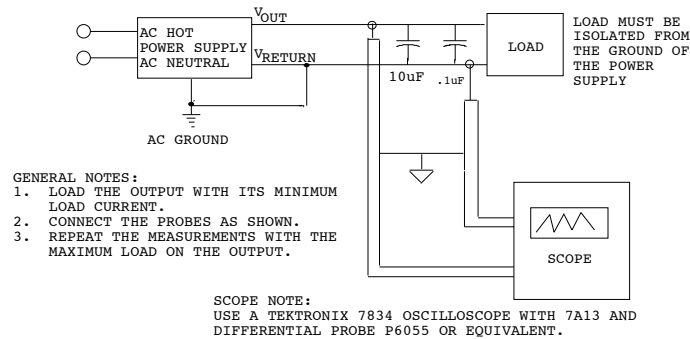 V OUT
AC HOT
POWER SUPPLY
AC NEUTRAL
V RETURN
10uF
.1uF
LOAD
LOAD MUST BE
ISOLATED FROM
THE GROUND OF
THE POWER
SUPPLY
AC GROUND
GENERAL NOTES:
1. LOAD THE OUTPUT WITH ITS MINIMUM
LOAD CURRENT.
2. CONNECT THE PROBES AS SHOWN.
3. REPEAT THE MEASUREMENTS WITH THE
MAXIMUM LOAD ON THE OUTPUT.
SCOPE
SCOPE NOTE:
USE A TEKTRONIX 7834 OSCILLOSCOPE WITH 7A13 AND
DIFFERENTIAL PROBE P6055 OR EQUIVALENT.